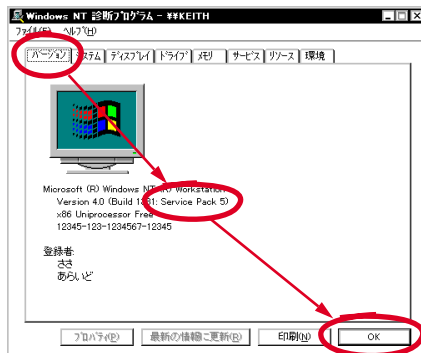 Windows NT 診断ﾌﾟﾛｸﾞﾗﾑ - ¥¥KEITH
ﾌｧｲﾙ(F) ﾍﾙﾌﾟ(H)
ﾊﾞｰｼﾞｮﾝ ｼｽﾃﾑ ﾃﾞｨｽﾌﾟﾚｲ ﾄﾞﾗｲﾌﾞ ﾒﾓﾘ ｻｰﾋﾞｽ ﾘｿｰｽ 環境
Microsoft (R) Windows NT (R) Workstation
Version 4.0 (Build 1381: Service Pack 5)
x86 Uniprocessor Free
12345-123-1234567-12345
登録者:
ささ
あらいど
ﾌﾟﾛﾊﾟﾃｨ(P) 最新の情報に更新(R) 印刷(N) OK